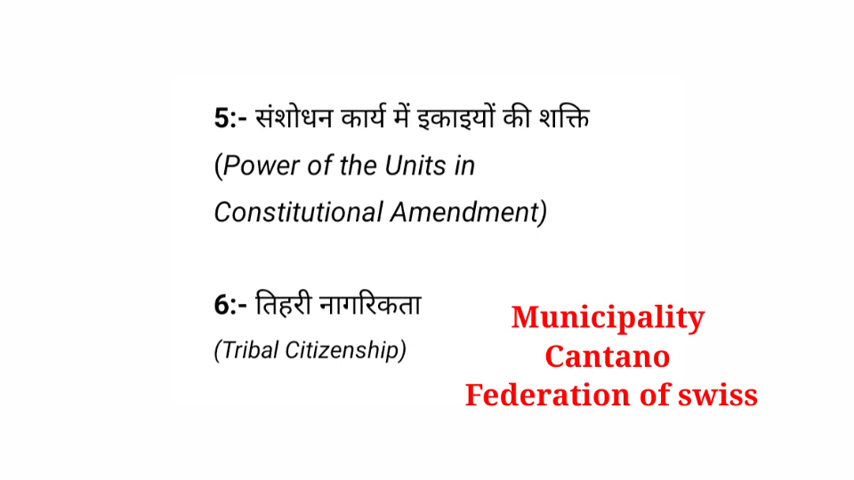 5:- संशोधन कार्य में इकाइयों की शक्ति
(Power of the Units in
Constitutional Amendment)
6:- तिहरी नागरिकता
(Tribal Citizenship)
Municipality
Cantano
Federation of swiss